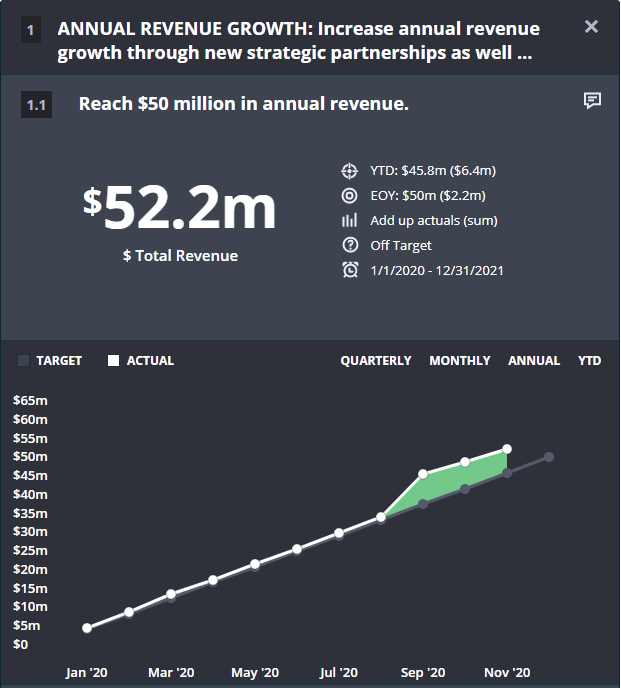 1 ANNUAL REVENUE GROWTH: Increase annual revenue
growth through new strategic partnerships as well ...
1.1 Reach $50 million in annual revenue.
$52.2m
$ Total Revenue
YTD: $45.8m ($6.4m)
EOY: $50m ($2.2m)
Add up actuals (sum)
Off Target
1/1/2020 - 12/31/2021
TARGET ACTUAL QUARTERLY MONTHLY ANNUAL YTD
$65m
$60m
$55m
$50m
$45m
$40m
$35m
$30m
$25m
$20m
$15m
$10m
$5m
$0
Jan '20 Mar '20 May '20 Jul '20 Sep '20 Nov '20